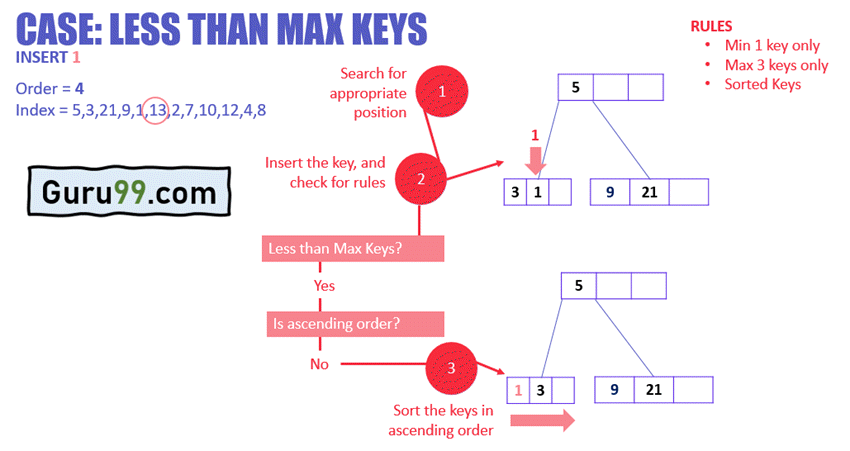 CASE: LESS THAN MAX KEYS
INSERT 1
Order = 4
Index = 5,3,21,9,1,13,2,7,10,12,4,8
Guru99.com
RULES
• Min 1 key only
• Max 3 keys only
• Sorted Keys
Search for
appropriate
position
1
5
1
Insert the key, and
check for rules
2
3 1
9 21
Less than Max Keys?
Yes
Is ascending order?
No
3
Sort the keys in
ascending order
5
1 3
9 21